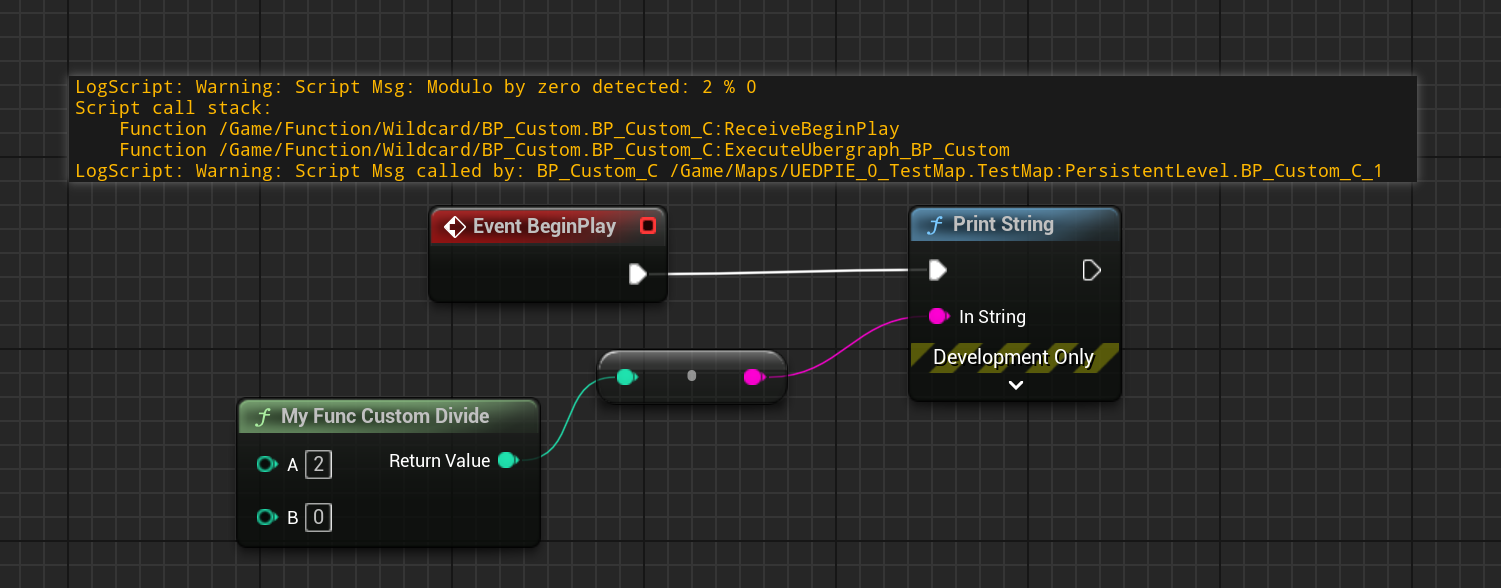 LogScript: Warning: Script Msg: Modulo by zero detected: 2 % 0
Script call stack:
    Function /Game/Function/Wildcard/BP_Custom.BP_Custom_C:ReceiveBeginPlay
    Function /Game/Function/Wildcard/BP_Custom.BP_Custom_C:ExecuteUbergraph_BP_Custom
LogScript: Warning: Script Msg called by: BP_Custom_C /Game/Maps/UEDPIE_0_TestMap.TestMap:PersistentLevel.BP_Custom_C_1
Event BeginPlay
f Print String
In String
Development Only
f My Func Custom Divide
A 2 Return Value
B 0